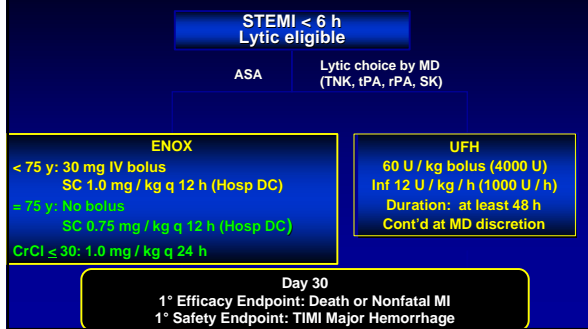 STEMI < 6 h
Lytic eligible
ASA
Lytic choice by MD
(TNK, tPA, rPA, SK)
ENOX
< 75 y: 30 mg IV bolus
SC 1.0 mg / kg q 12 h (Hosp DC)
= 75 y: No bolus
SC 0.75 mg / kg q 12 h (Hosp DC)
CrCl ≤ 30: 1.0 mg / kg q 24 h
UFH
60 U / kg bolus (4000 U)
Inf 12 U / kg / h (1000 U / h)
Duration: at least 48 h
Cont'd at MD discretion
Day 30
1° Efficacy Endpoint: Death or Nonfatal MI
1° Safety Endpoint: TIMI Major Hemorrhage